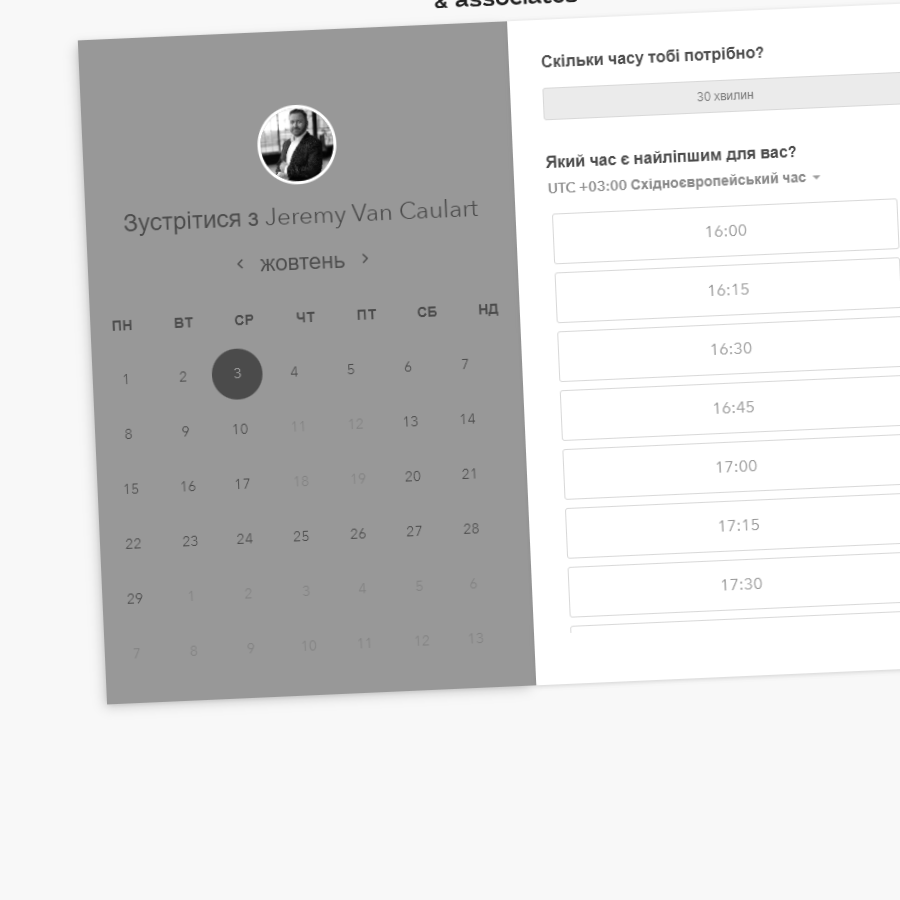 & associates
Зустрітися з Jeremy Van Caulart
‹ жовтень ›
ПН ВТ СР ЧТ ПТ СБ НД
1 2 3 4 5 6 7
8 9 10 11 12 13 14
15 16 17 18 19 20 21
22 23 24 25 26 27 28
29 1 2 3 4 5 6
7 8 9 10 11 12 13
Скільки часу тобі потрібно?
30 хвилин
Який час є найліпшим для вас?
UTC +03:00 Східноєвропейський час
16:00
16:15
16:30
16:45
17:00
17:15
17:30